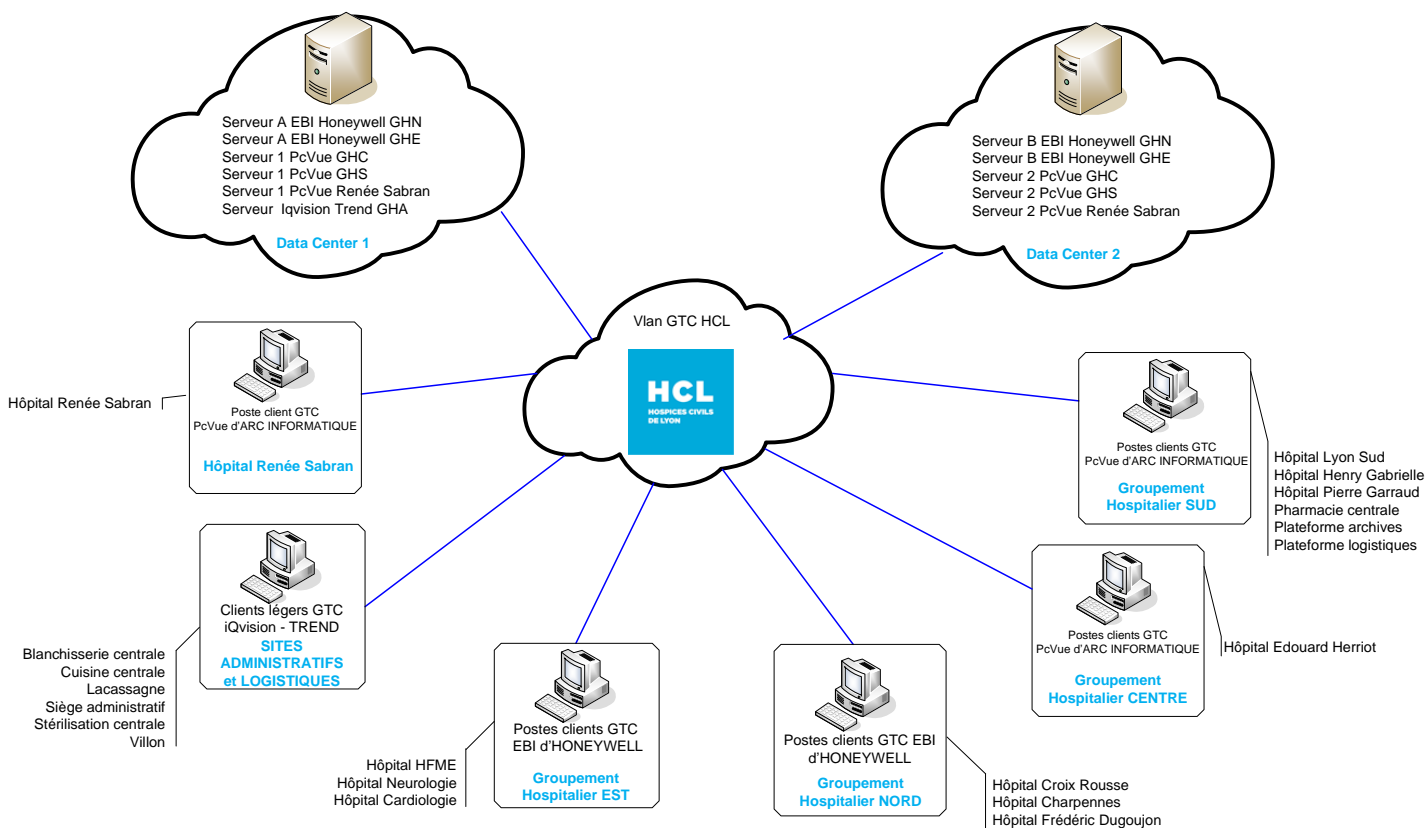 Serveur A EBI Honeywell GHN
Serveur A EBI Honeywell GHE
Serveur 1 PcVue GHC
Serveur 1 PcVue GHS
Serveur 1 PcVue Renée Sabran
Serveur Iqvision Trend GHA
Data Center 1
Serveur B EBI Honeywell GHN
Serveur B EBI Honeywell GHE
Serveur 2 PcVue GHC
Serveur 2 PcVue GHS
Serveur 2 PcVue Renée Sabran
Data Center 2
Vlan GTC HCL
HCL
HOSPICES CIVILS
DE LYON
Hôpital Renée Sabran
Poste client GTC
PcVue d'ARC INFORMATIQUE
Hôpital Renée Sabran
Postes clients GTC
PcVue d'ARC INFORMATIQUE
Groupement
Hospitalier SUD
Hôpital Lyon Sud
Hôpital Henry Gabrielle
Hôpital Pierre Garraud
Pharmacie centrale
Plateforme archives
Plateforme logistiques
Clients légers GTC
iQvision - TREND
SITES
ADMINISTRATIFS
et LOGISTIQUES
Blanchisserie centrale
Cuisine centrale
Lacassagne
Siège administratif
Stérilisation centrale
Villon
Postes clients GTC
PcVue d'ARC INFORMATIQUE
Groupement
Hospitalier CENTRE
Hôpital Edouard Herriot
Postes clients GTC
EBI d'HONEYWELL
Groupement
Hospitalier EST
Hôpital HFME
Hôpital Neurologie
Hôpital Cardiologie
Postes clients GTC EBI
d'HONEYWELL
Groupement
Hospitalier NORD
Hôpital Croix Rousse
Hôpital Charpennes
Hôpital Frédéric Dugoujon